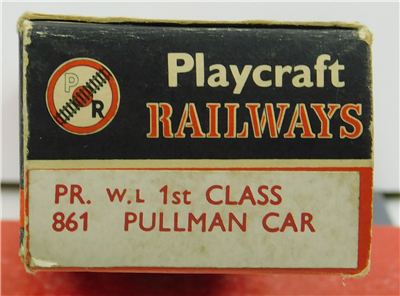 P
R
Playcraft
RAILWAYS
PR. W.L 1st CLASS
861 PULLMAN CAR